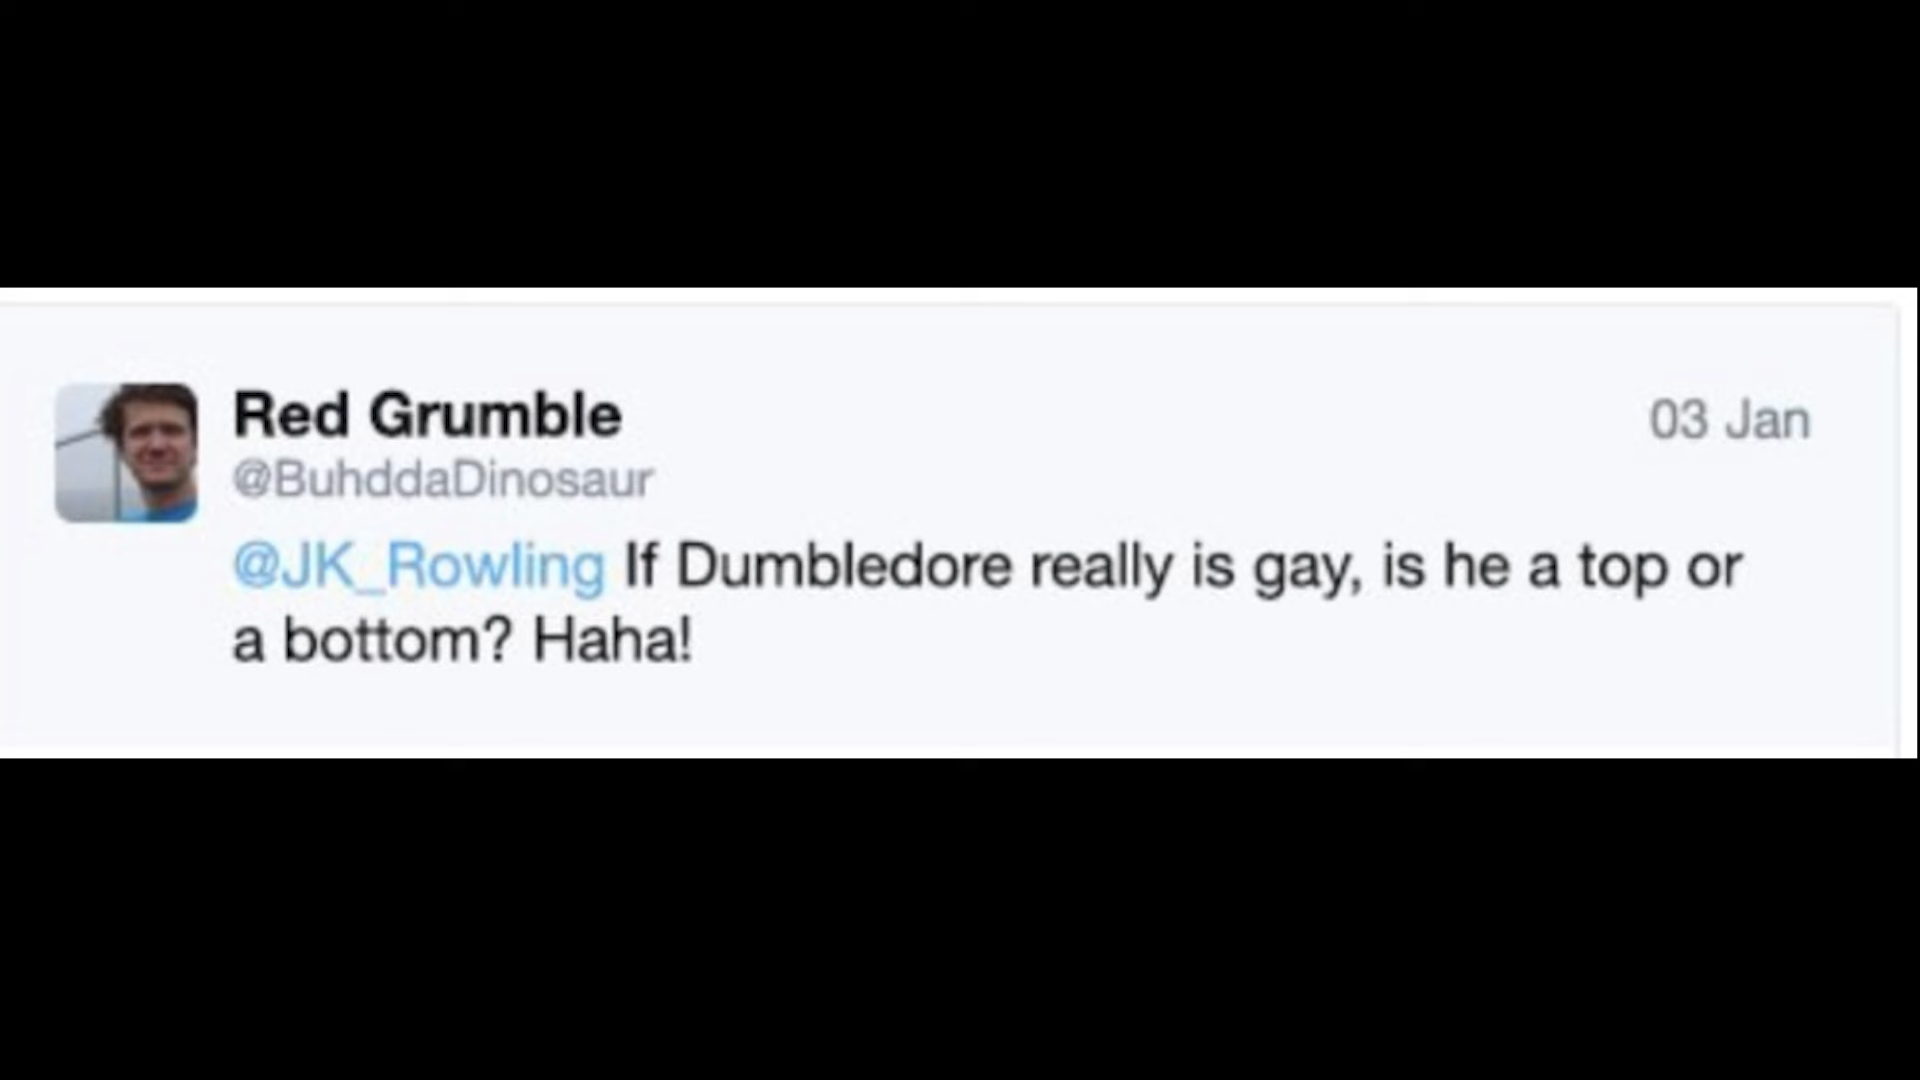 Red Grumble
03 Jan
@BuhddaDinosaur
@JK_Rowling If Dumbledore really is gay, is he a top or
a bottom? Haha!